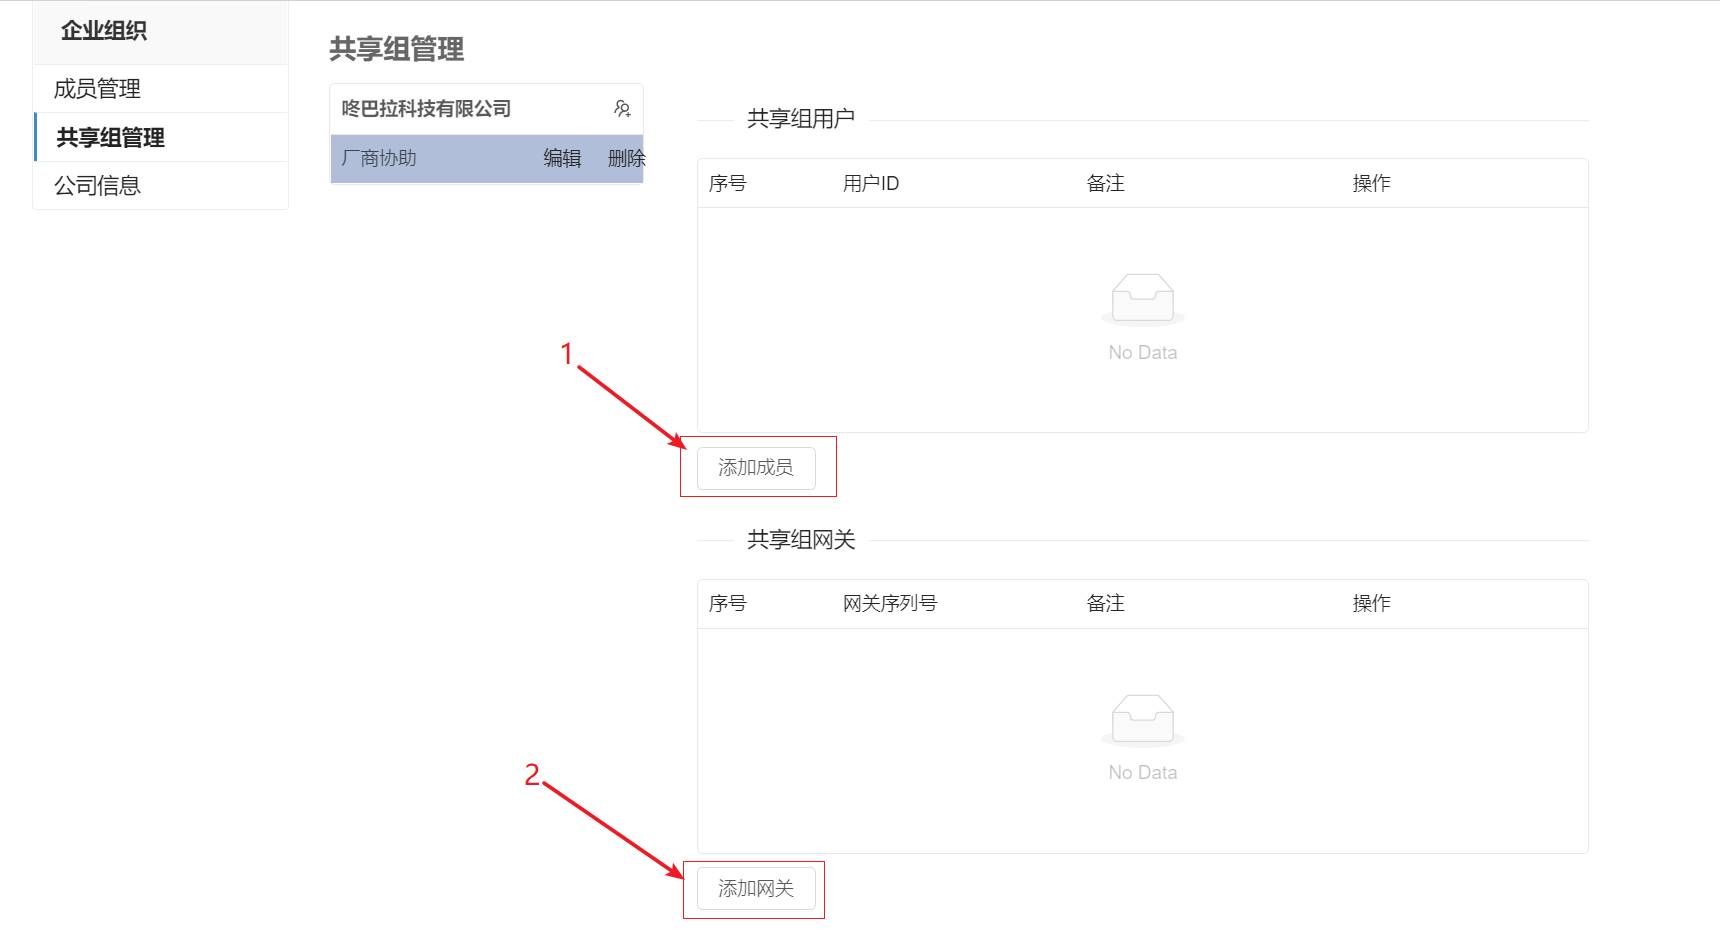 企业组织
成员管理
共享组管理
公司信息
共享组管理
咚巴拉科技有限公司
厂商协助 编辑 删除
共享组用户
序号 用户ID 备注 操作
No Data
1
添加成员
共享组网关
序号 网关序列号 备注 操作
No Data
2
添加网关